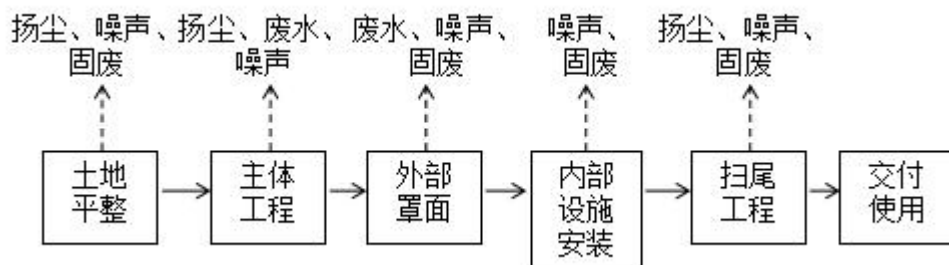 扬尘、噪声、
固废
扬尘、废水、
噪声
废水、噪声、
固废
噪声、
固废
扬尘、噪声、
固废
土地
平整
主体
工程
外部
罩面
内部
设施
安装
扫尾
工程
交付
使用